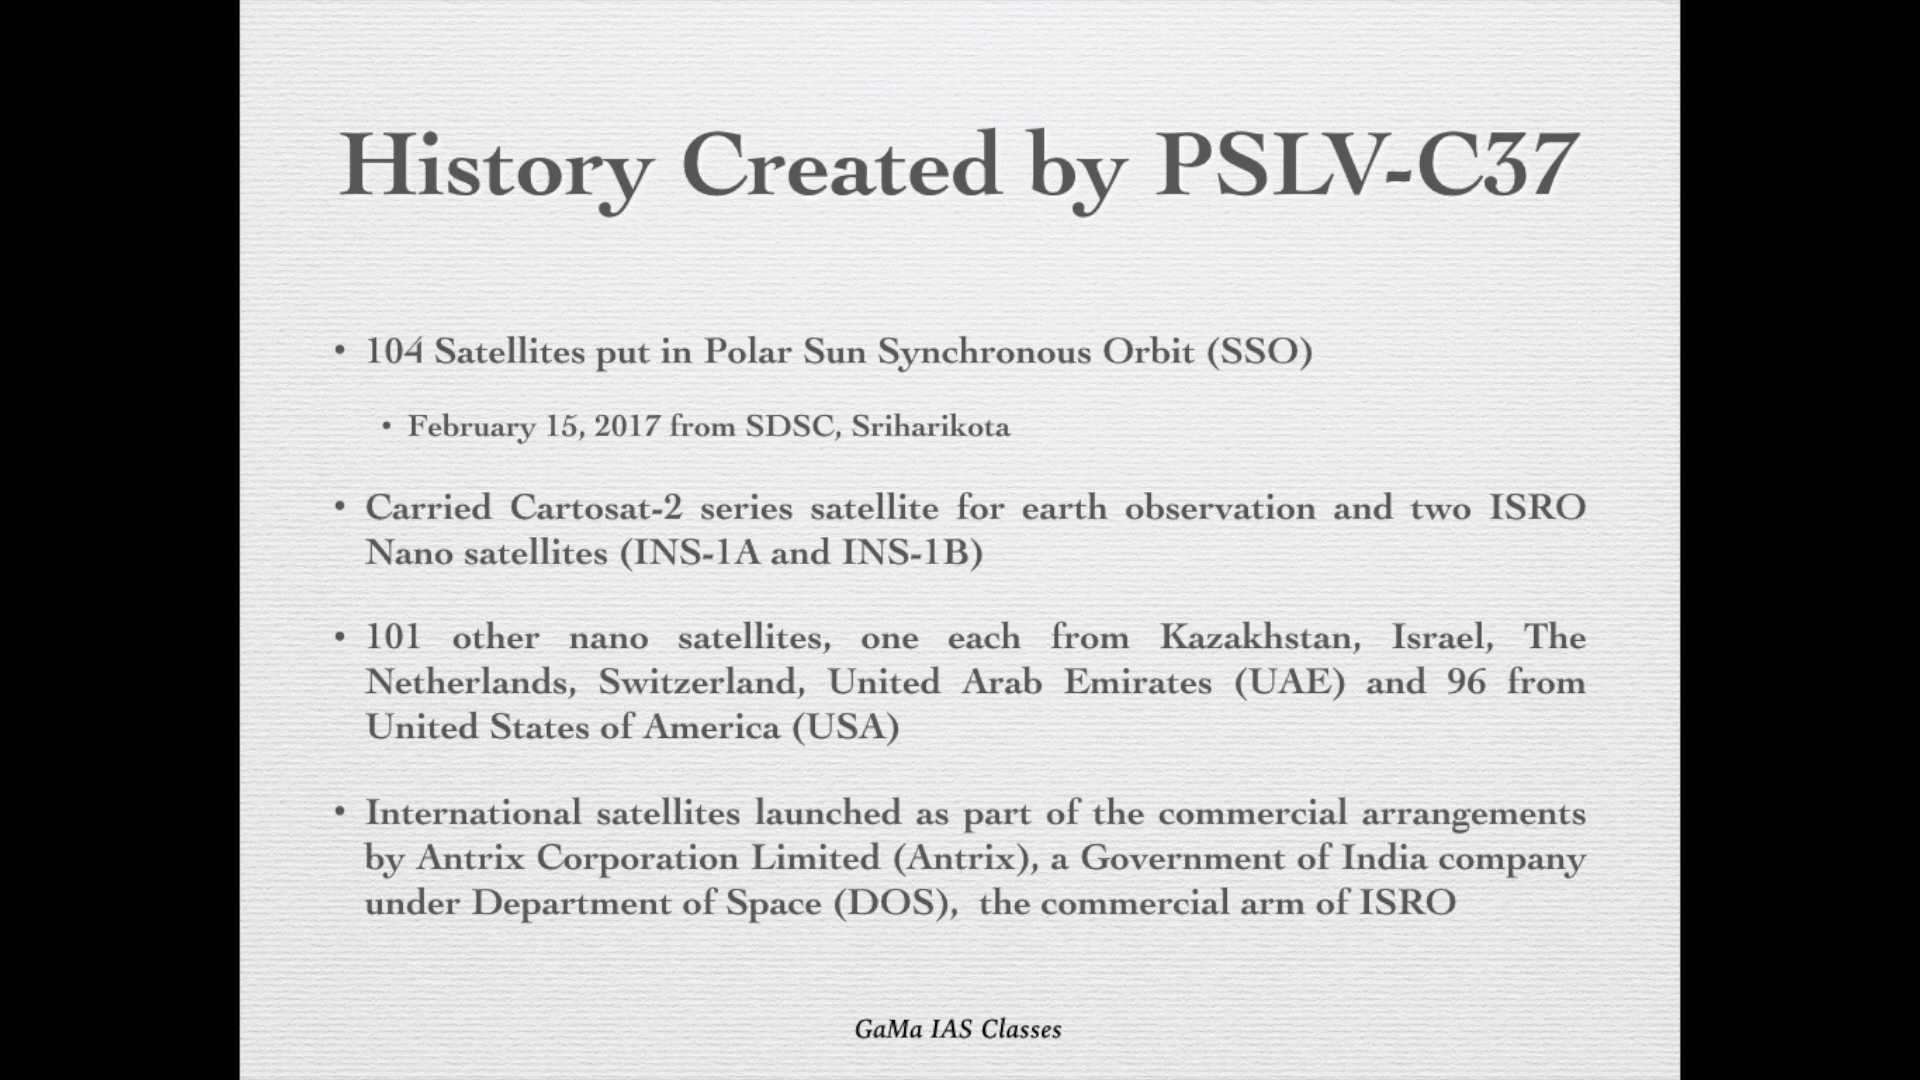 History Created by PSLV-C37
• 104 Satellites put in Polar Sun Synchronous Orbit (SSO)
• February 15, 2017 from SDSC, Sriharikota
• Carried Cartosat-2 series satellite for earth observation and two ISRO
Nano satellites (INS-1A and INS-1B)
• 101 other nano satellites, one each from Kazakhstan, Israel, The
Netherlands, Switzerland, United Arab Emirates (UAE) and 96 from
United States of America (USA)
• International satellites launched as part of the commercial arrangements
by Antrix Corporation Limited (Antrix), a Government of India company
under Department of Space (DOS), the commercial arm of ISRO
GaMa IAS Classes